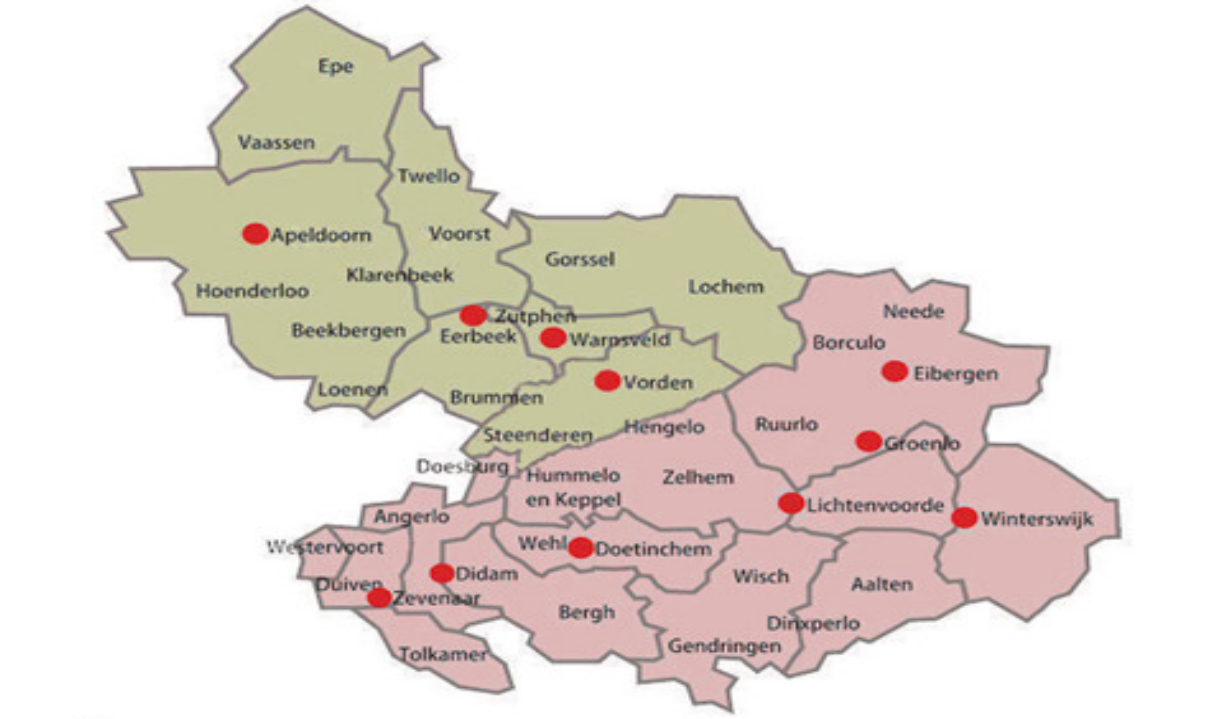 Epe
Vaassen
Twello
Apeldoorn
Voorst
Gorssel
Klarenbeek
Hoenderloo
Lochem
Neede
Zutphen
Beekbergen
Eerbeek
Warnsveld
Borculo
Eibergen
Vorden
Loenen
Brummen
Ruurlo
Hengelo
Steenderen
Groenlo
Doesburg
Hummelo
en Keppel
Zelhem
Lichtenvoorde
Angerlo
Winterswijk
Westervoort
Wehl
Doetinchem
Didam
Wisch
Duiven
Aalten
Zevenaar
Bergh
Dinxperlo
Gendringen
Tolkamer